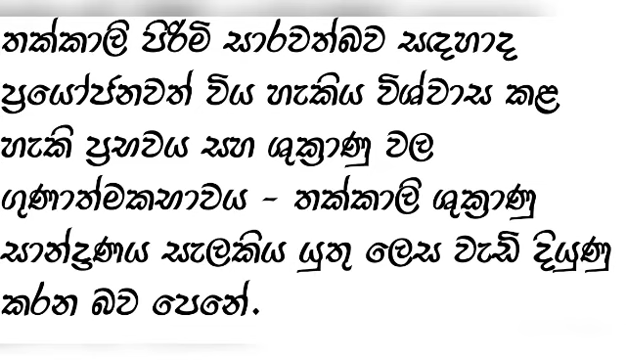 තක්කාලි පිරිමි සාරවත්බව සඳහාද
ප්‍රයෝජනවත් විය හැකිය විශ්වාස කළ
හැකි ප්‍රභවය සහ ශුක්‍රාණු වල
ගුණාත්මකභාවය - තක්කාලි ශුක්‍රාණු
සාන්ද්‍රණය සැලකිය යුතු ලෙස වැඩි දියුණු
කරන බව පෙනේ.